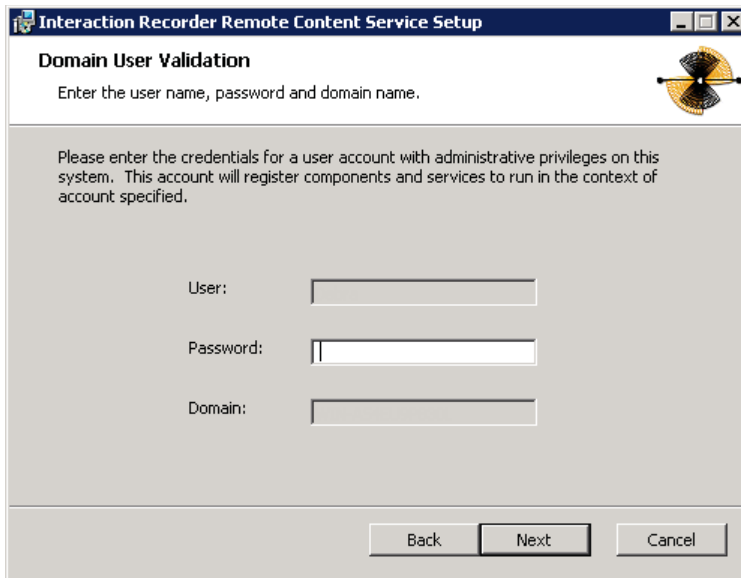 Interaction Recorder Remote Content Service Setup
Domain User Validation
Enter the user name, password and domain name.
Please enter the credentials for a user account with administrative privileges on this
system. This account will register components and services to run in the context of
account specified.
User:
Password:
Domain:
Back Next Cancel